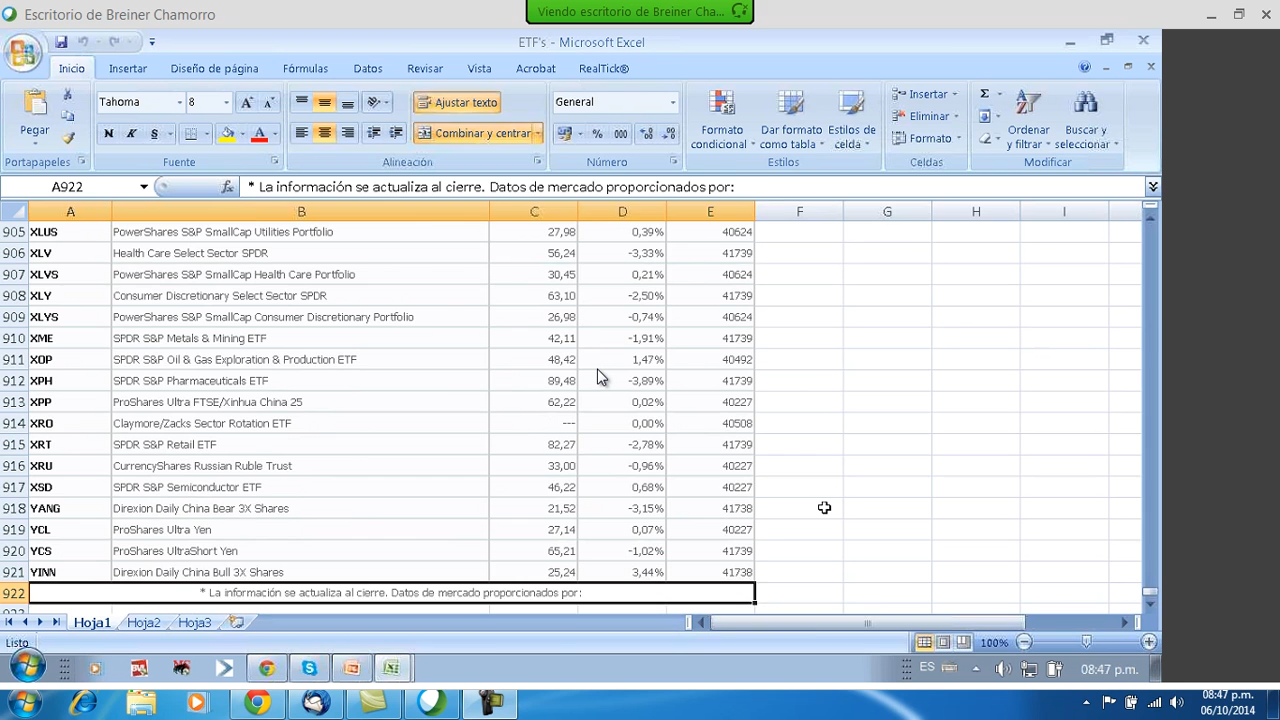 Escritorio de Breiner Chamorro
Viendo escritorio de Breiner Cha...
ETF's - Microsoft Excel
Inicio Insertar Diseño de página Fórmulas Datos Revisar Vista Acrobat RealTick®
Tahoma 8 Ajustar texto General Insertar
Pegar Combinar y centrar Formato condicional Dar formato como tabla Estilos de celda Eliminar Formato Ordenar y filtrar Buscar y seleccionar
Portapapeles Fuente Alineación Número Estilos Celdas Modificar
A922 fx * La información se actualiza al cierre. Datos de mercado proporcionados por:
A B C D E F G H I
905 XLUS PowerShares S&P SmallCap Utilities Portfolio 27,98 0,39% 40624
906 XLV Health Care Select Sector SPDR 56,24 -3,33% 41739
907 XLVS PowerShares S&P SmallCap Health Care Portfolio 30,45 0,21% 40624
908 XLY Consumer Discretionary Select Sector SPDR 63,10 -2,50% 41739
909 XLYS PowerShares S&P SmallCap Consumer Discretionary Portfolio 26,98 -0,74% 40624
910 XME SPDR S&P Metals & Mining ETF 42,11 -1,91% 41739
911 XOP SPDR S&P Oil & Gas Exploration & Production ETF 48,42 1,47% 40492
912 XPH SPDR S&P Pharmaceuticals ETF 89,48 -3,89% 41739
913 XPP ProShares Ultra FTSE/Xinhua China 25 62,22 0,02% 40227
914 XRO Claymore/Zacks Sector Rotation ETF --- 0,00% 40508
915 XRT SPDR S&P Retail ETF 82,27 -2,78% 41739
916 XRU CurrencyShares Russian Ruble Trust 33,00 -0,96% 40227
917 XSD SPDR S&P Semiconductor ETF 46,22 0,68% 40227
918 YANG Direxion Daily China Bear 3X Shares 21,52 -3,15% 41738
919 YCL ProShares Ultra Yen 27,14 0,07% 40227
920 YCS ProShares UltraShort Yen 65,21 -1,02% 41739
921 YINN Direxion Daily China Bull 3X Shares 25,24 3,44% 41738
922 * La información se actualiza al cierre. Datos de mercado proporcionados por:
Hoja1 Hoja2 Hoja3
Listo 100%
ES 08:47 p.m.
08:47 p.m.
06/10/2014